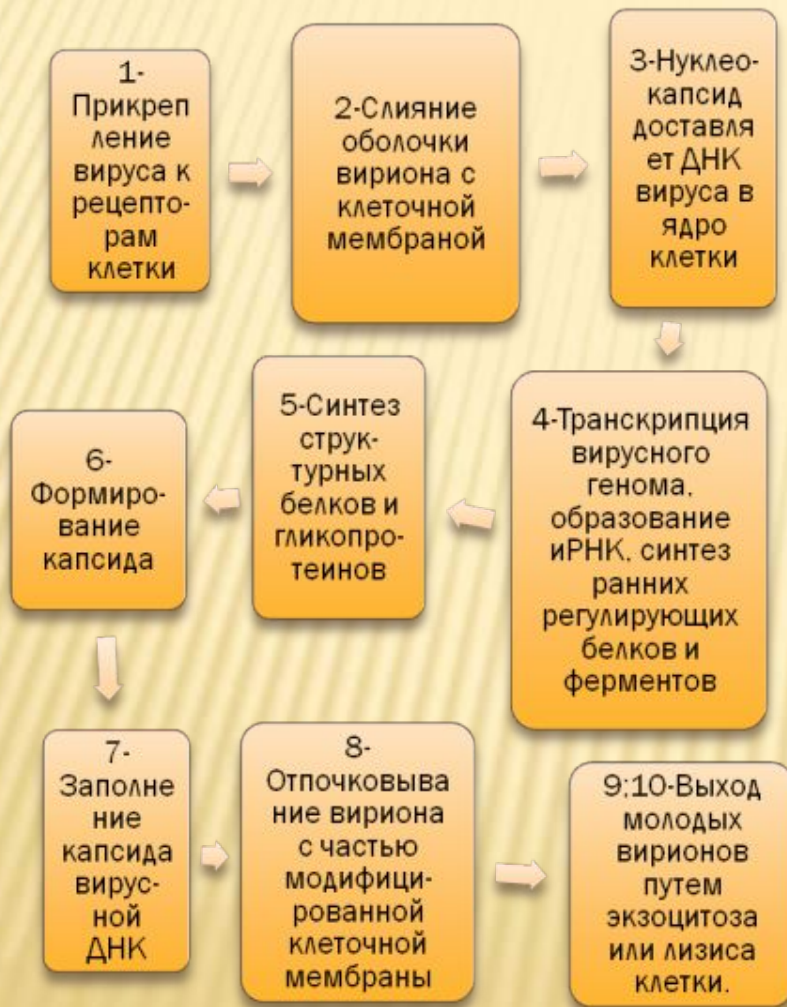 1-
Прикреп
ление
вируса к
рецепто-
рам
клетки
2-Слияние
оболочки
вириона с
клеточной
мембраной
3-Нуклео-
капсид
доставля
ет ДНК
вируса в
ядро
клетки
4-Транскрипция
вирусного
генома,
образование
иРНК, синтез
ранних
регулирующих
белков и
ферментов
5-Синтез
струк-
турных
белков и
гликопро-
теинов
6-
Формиро-
вание
капсида
7-
Заполне
ние
капсида
вирус-
ной
ДНК
8-
Отпочковыва
ние вириона
с частью
модифици-
рованной
клеточной
мембраны
9;10-Выход
молодых
вирионов
путем
экзоцитоза
или лизиса
клетки.